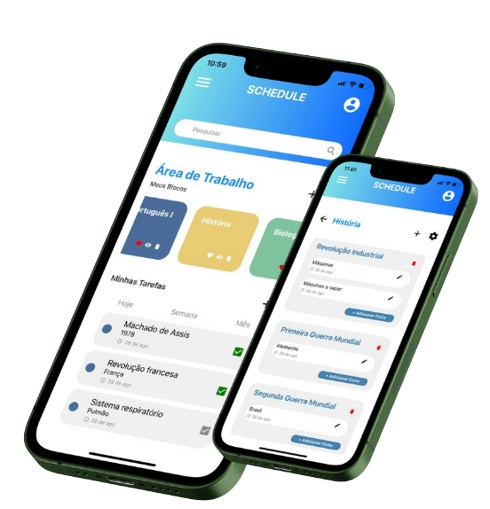 10:59
SCHEDULE
Pesquisar
Área de Trabalho
Meus Blocos
rtuguês I
História
Biolog
Minhas Tarefas
Hoje
Semana
Mês
Machado de Assis
1978
28 de ago
Revolução francesa
França
28 de ago
Sistema respiratório
Pulmão
28 de ago
11:01
SCHEDULE
História
Revolução Industrial
Máquinas
28 de ago
Máquinas a vapor
28 de ago
+ Adicionar Ficha
Primeira Guerra Mundial
Alemanha
28 de ago
+ Adicionar Ficha
Segunda Guerra Mundial
Brasil
28 de ago
+ Adicionar Ficha